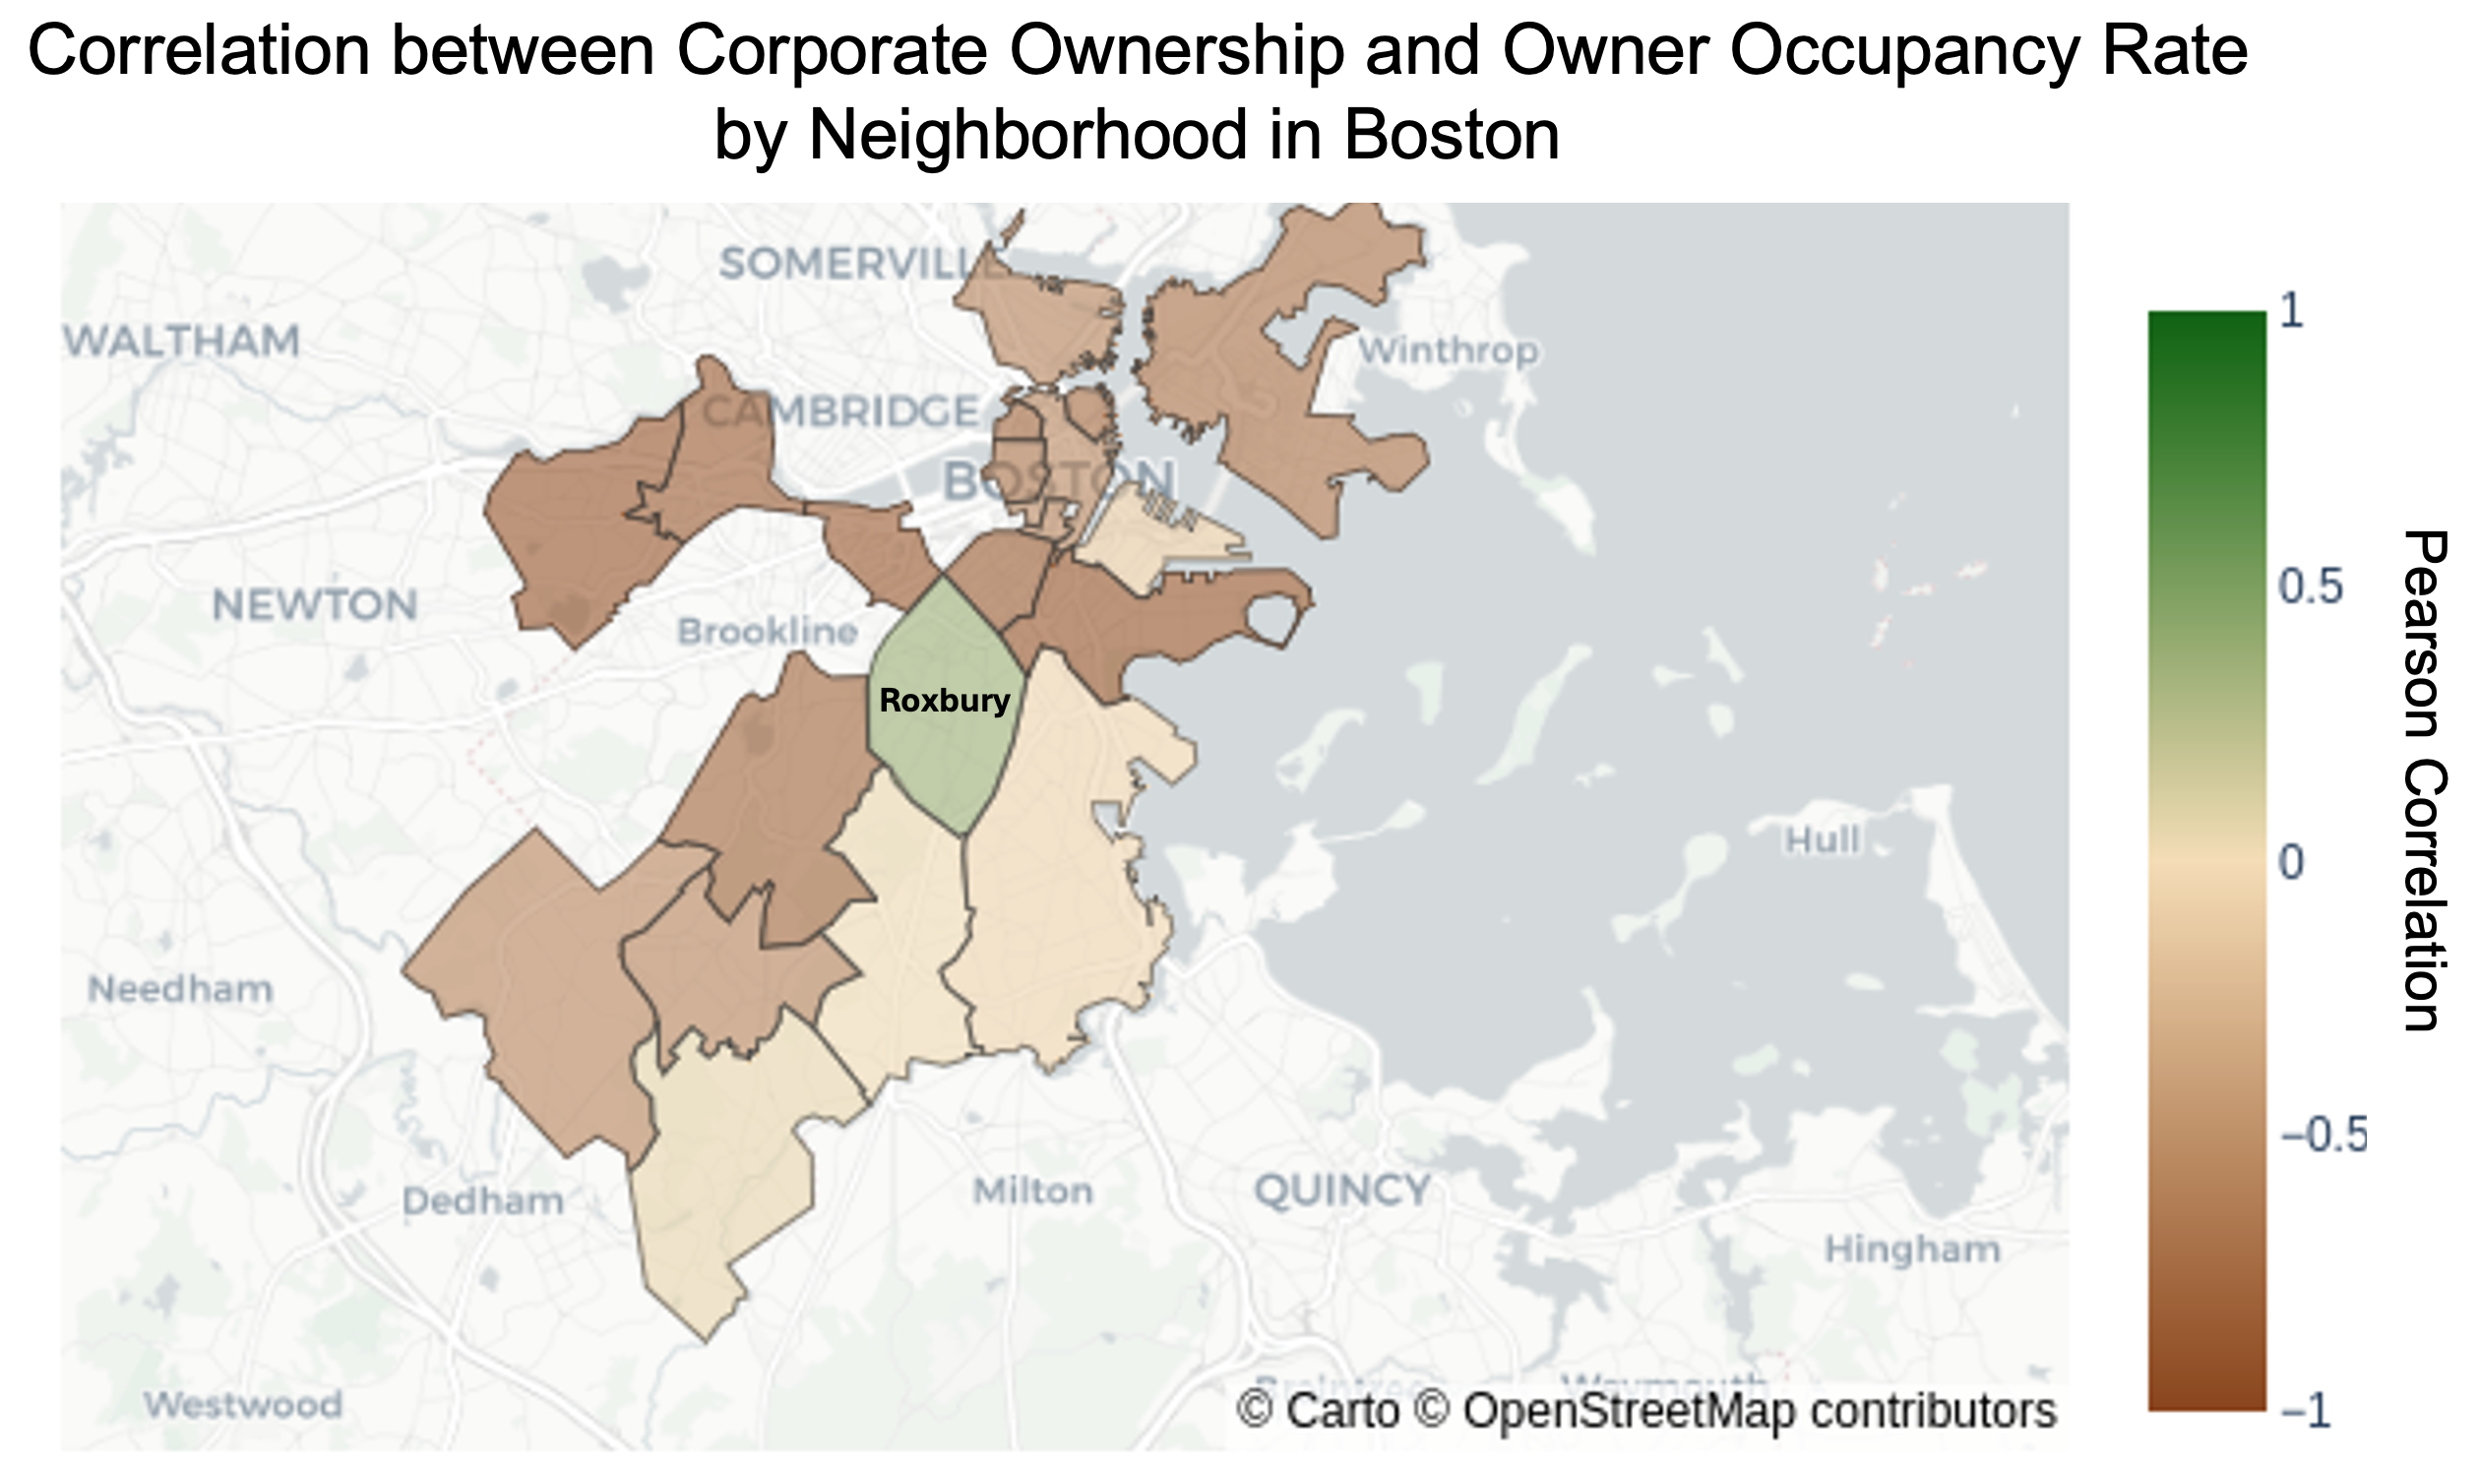 Correlation between Corporate Ownership and Owner Occupancy Rate
by Neighborhood in Boston
SOMERVILLE
WALTHAM
Winthrop
CAMBRIDGE
BOSTON
NEWTON
Brookline
Roxbury
Hull
Needham
Dedham
Milton
QUINCY
Hingham
Westwood
© Carto © OpenStreetMap contributors
1
0.5
0
−0.5
−1
Pearson Correlation